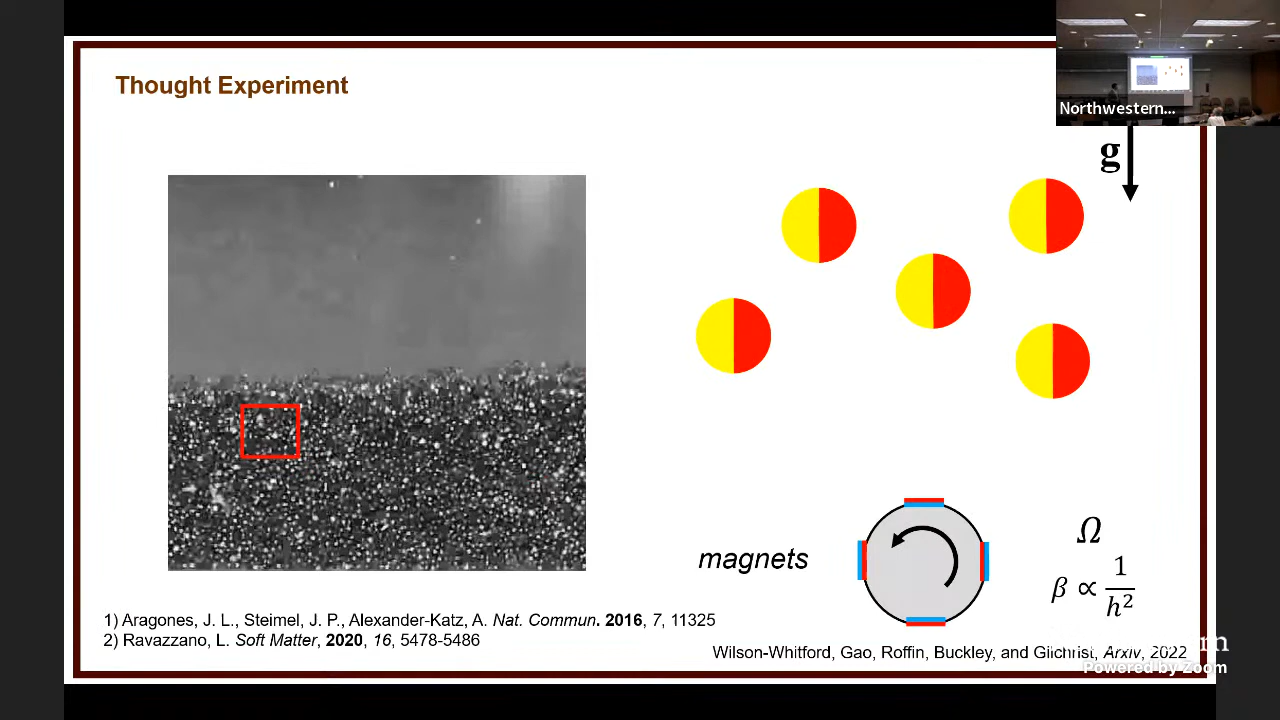 Thought Experiment
Northwestern...
g
magnets
Ω
β ∝ 1/h²
1) Aragones, J. L., Steimel, J. P., Alexander-Katz, A. Nat. Commun. 2016, 7, 11325
2) Ravazzano, L. Soft Matter, 2020, 16, 5478-5486
Wilson-Whitford, Gao, Roffin, Buckley, and Gilchrist, Arxiv, 2022
Powered by Zoom